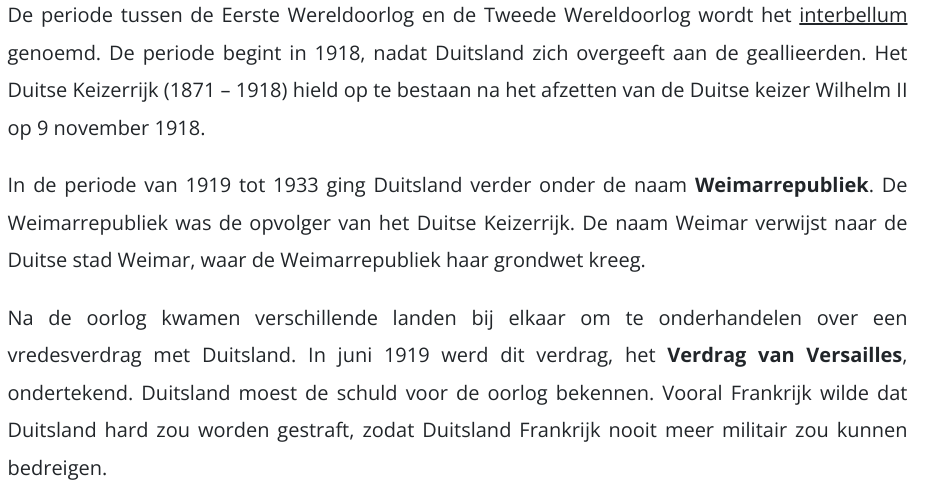 De periode tussen de Eerste Wereldoorlog en de Tweede Wereldoorlog wordt het interbellum
genoemd. De periode begint in 1918, nadat Duitsland zich overgeeft aan de geallieerden. Het
Duitse Keizerrijk (1871 – 1918) hield op te bestaan na het afzetten van de Duitse keizer Wilhelm II
op 9 november 1918.
In de periode van 1919 tot 1933 ging Duitsland verder onder de naam Weimarrepubliek. De
Weimarrepubliek was de opvolger van het Duitse Keizerrijk. De naam Weimar verwijst naar de
Duitse stad Weimar, waar de Weimarrepubliek haar grondwet kreeg.
Na de oorlog kwamen verschillende landen bij elkaar om te onderhandelen over een
vredesverdrag met Duitsland. In juni 1919 werd dit verdrag, het Verdrag van Versailles,
ondertekend. Duitsland moest de schuld voor de oorlog bekennen. Vooral Frankrijk wilde dat
Duitsland hard zou worden gestraft, zodat Duitsland Frankrijk nooit meer militair zou kunnen
bedreigen.